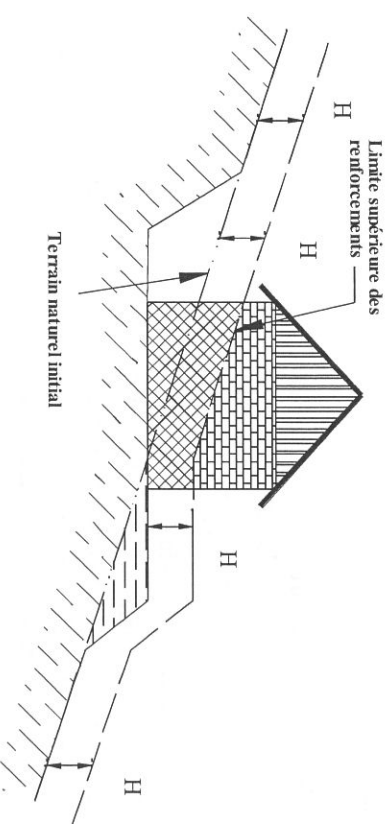 H
Limite supérieure des
renforcements
H
Terrain naturel initial
H
H